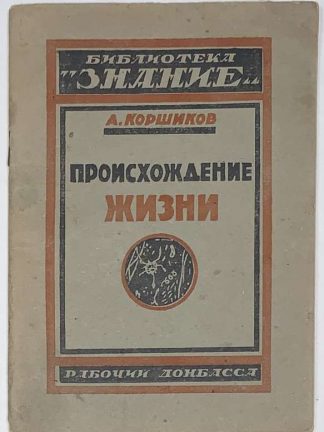 БИБЛИОТЕКА
"ЗНАНИЕ"
А. КОРШИКОВ
ПРОИСХОЖДЕНИЕ
ЖИЗНИ
РАБОЧИЙ ДОНБАССА